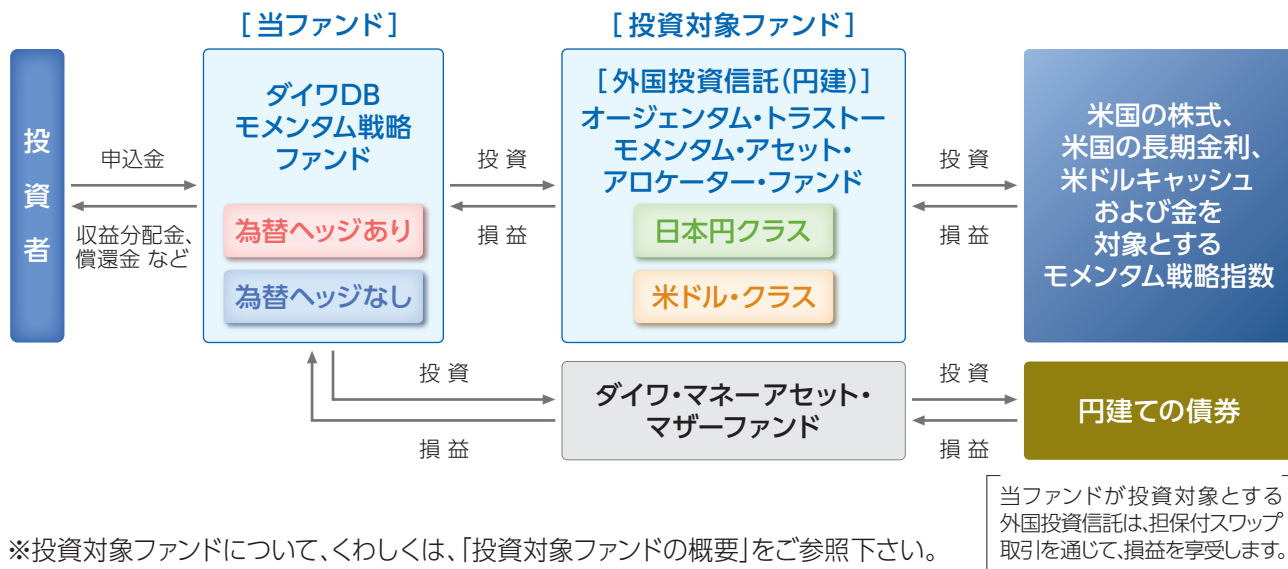 [当ファンド]
[投資対象ファンド]
投資者
申込金
収益分配金、
償還金 など
ダイワDB
モメンタム戦略
ファンド
為替ヘッジあり
為替ヘッジなし
投 資
損 益
[外国投資信託(円建)]
オージェンタム・トラストー
モメンタム・アセット・
アロケーター・ファンド
日本円クラス
米ドル・クラス
投 資
損 益
米国の株式、
米国の長期金利、
米ドルキャッシュ
および金を
対象とする
モメンタム戦略指数
投 資
損 益
ダイワ・マネーアセット・
マザーファンド
投 資
損 益
円建ての債券
当ファンドが投資対象とする
外国投資信託は、担保付スワップ
取引を通じて、損益を享受します。
※投資対象ファンドについて、くわしくは、「投資対象ファンドの概要」をご参照下さい。